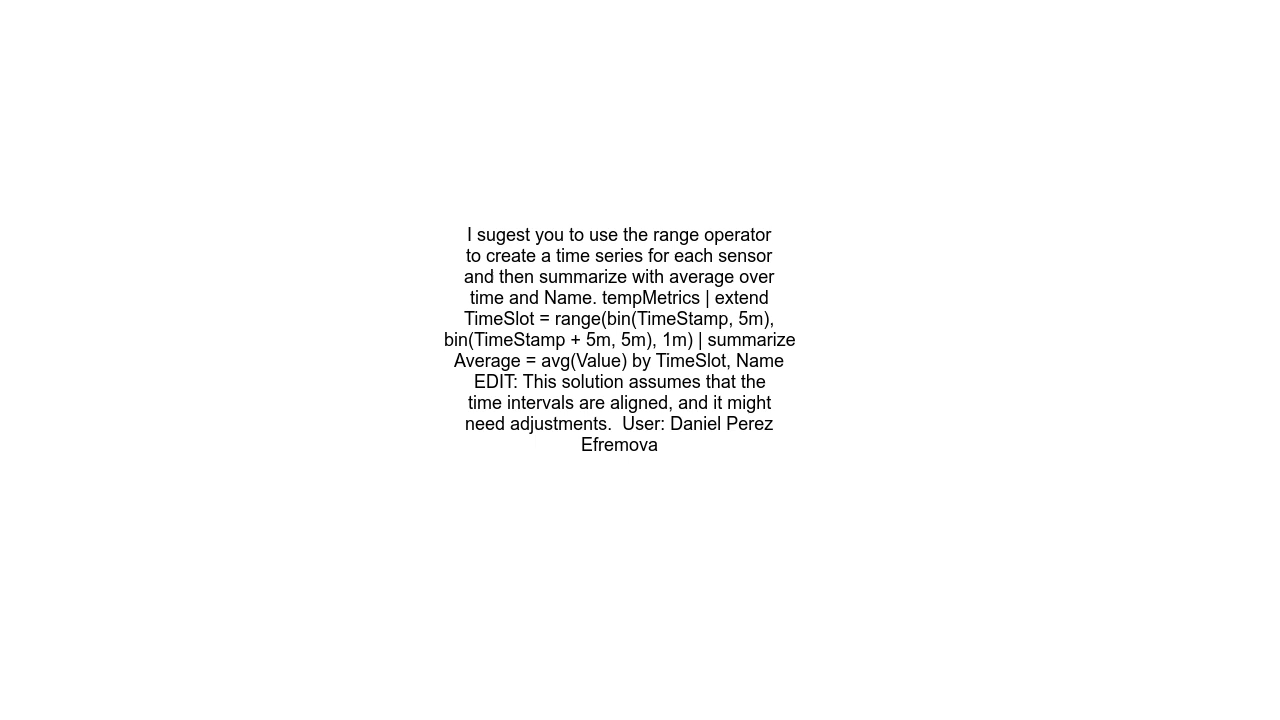 I sugest you to use the range operator
to create a time series for each sensor
and then summarize with average over
time and Name. tempMetrics | extend
TimeSlot = range(bin(TimeStamp, 5m),
bin(TimeStamp + 5m, 5m), 1m) | summarize
Average = avg(Value) by TimeSlot, Name
EDIT: This solution assumes that the
time intervals are aligned, and it might
need adjustments.  User: Daniel Perez
Efremova